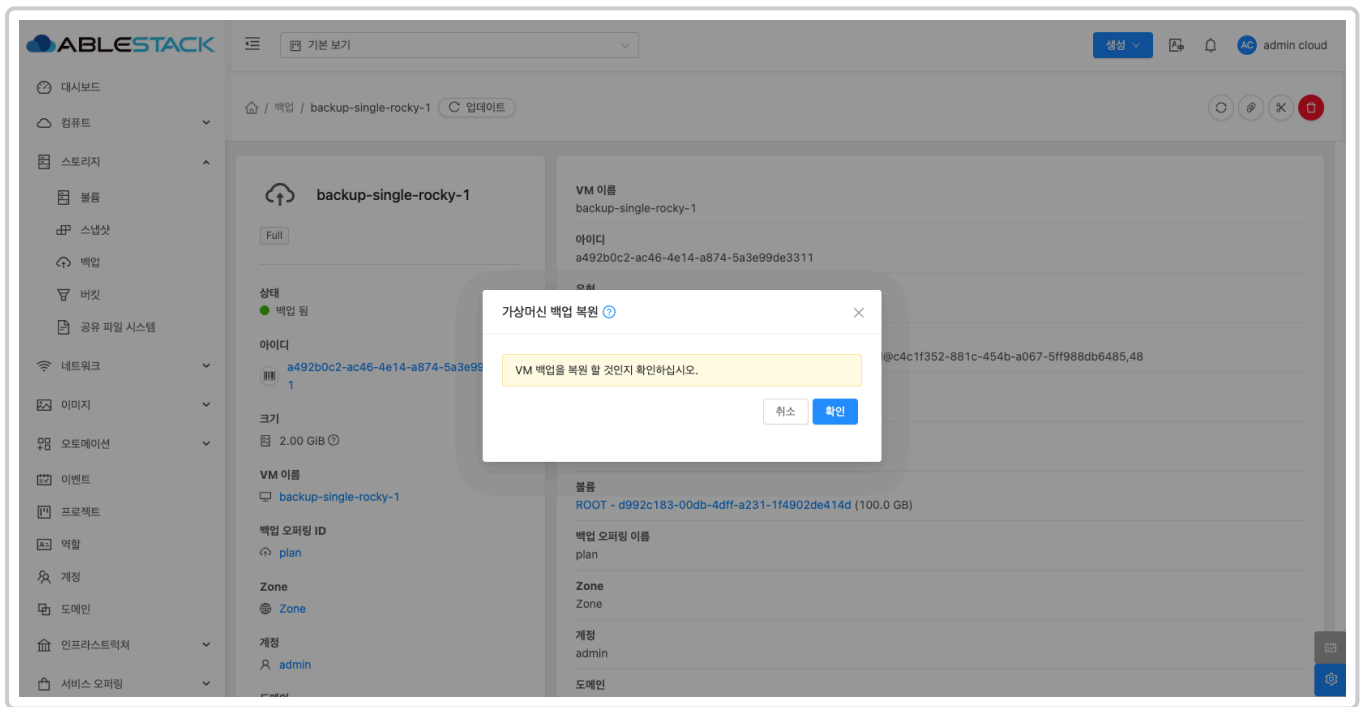 ABLESTACK
기본 보기
생성
AC
admin cloud
대시보드
컴퓨트
스토리지
볼륨
스냅샷
백업
버킷
공유 파일 시스템
네트워크
이미지
오토메이션
이벤트
프로젝트
역할
계정
도메인
인프라스트럭쳐
서비스 오퍼링
/ 백업 / backup-single-rocky-1
업데이트
backup-single-rocky-1
Full
상태
백업 됨
아이디
a492b0c2-ac46-4e14-a874-5a3e99
1
크기
2.00 GiB
VM 이름
backup-single-rocky-1
백업 오퍼링 ID
plan
Zone
Zone
계정
admin
VM 이름
backup-single-rocky-1
아이디
a492b0c2-ac46-4e14-a874-5a3e99de3311
@c4c1f352-881c-454b-a067-5ff988db6485,48
볼륨
ROOT - d992c183-00db-4dff-a231-1f4902de414d (100.0 GB)
백업 오퍼링 이름
plan
Zone
Zone
계정
admin
도메인
가상머신 백업 복원
VM 백업을 복원 할 것인지 확인하십시오.
취소
확인